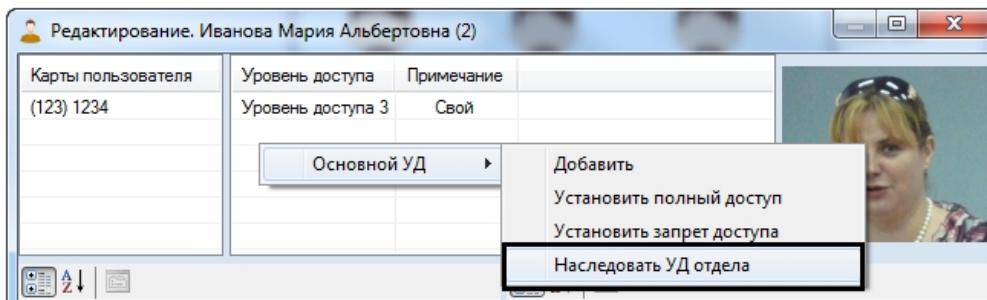 Редактирование. Иванова Мария Альбертовна (2)
Карты пользователя Уровень доступа Примечание
(123) 1234 Уровень доступа 3 Свой
Основной УД
Добавить
Установить полный доступ
Установить запрет доступа
Наследовать УД отдела